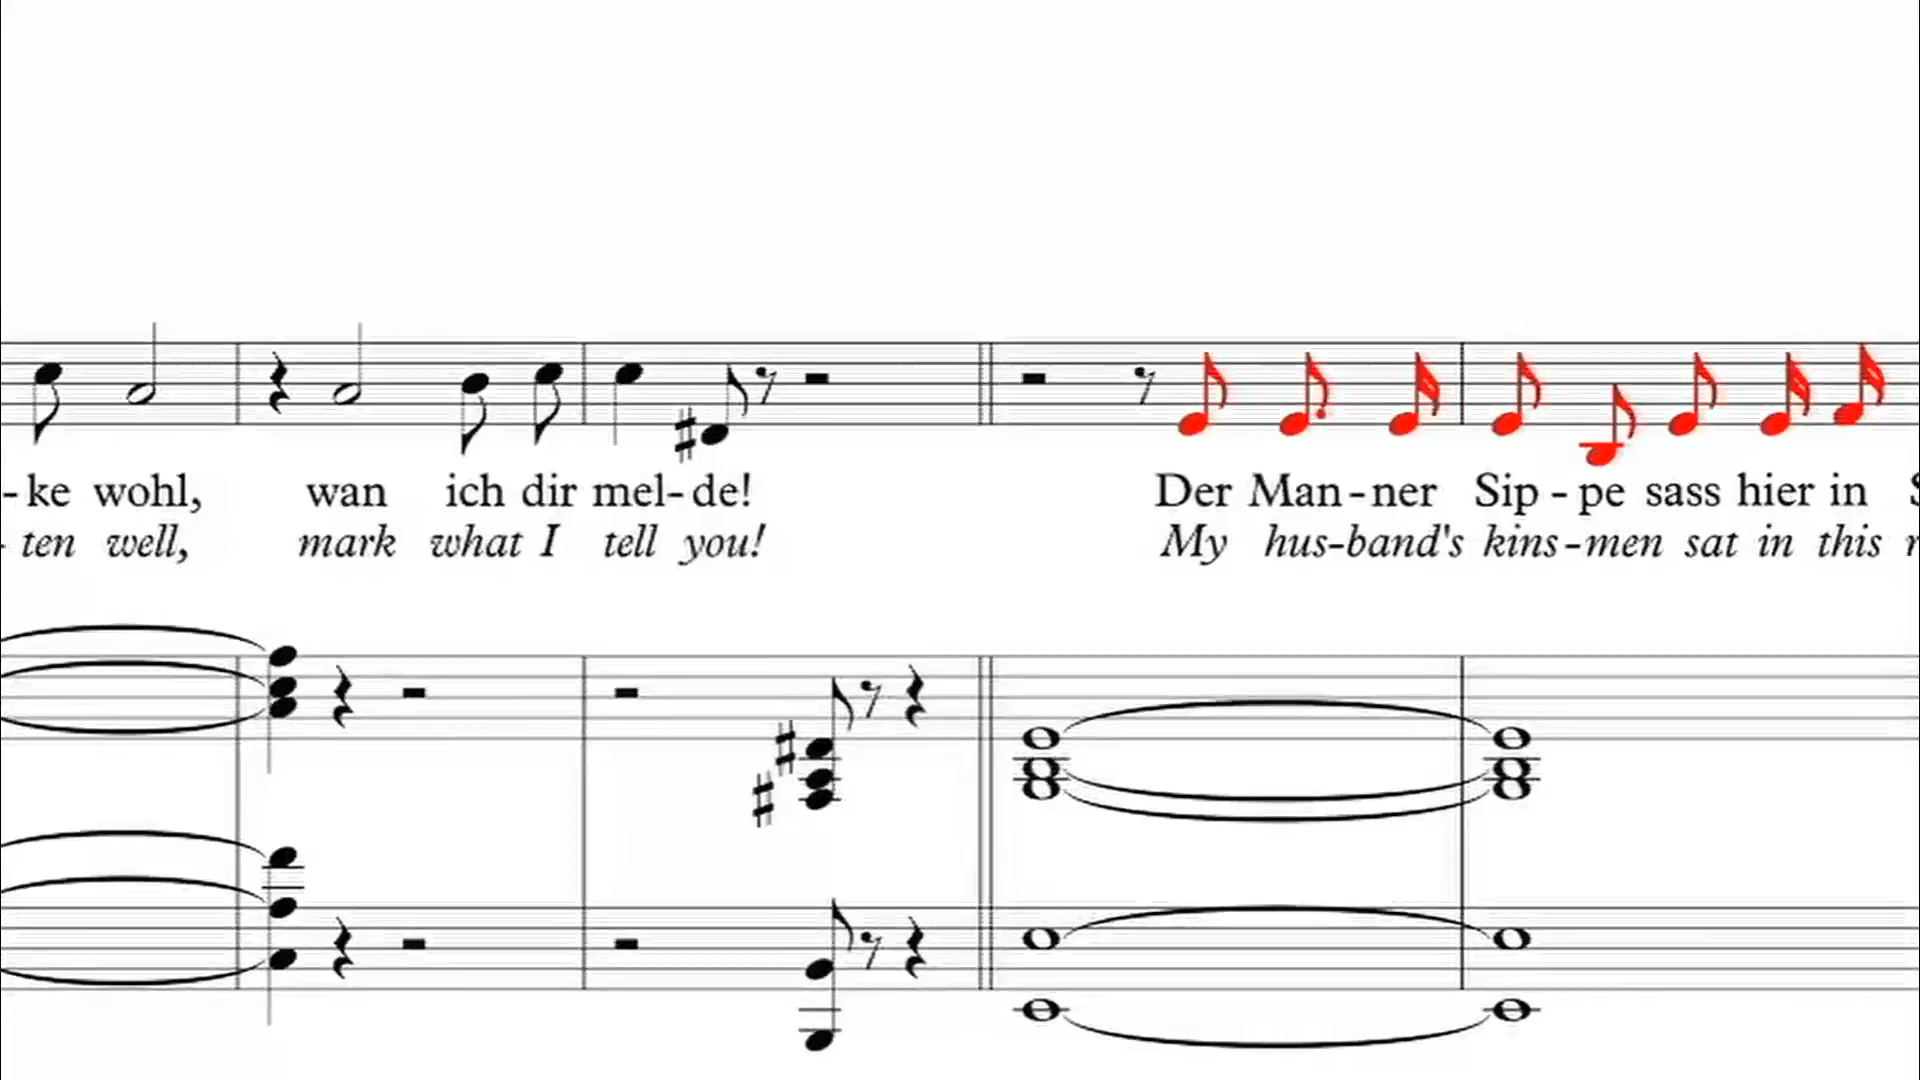 -ke wohl, wan ich dir mel-de! Der Man-ner Sip-pe sass hier in
-ten well, mark what I tell you! My hus-band's kins-men sat in this